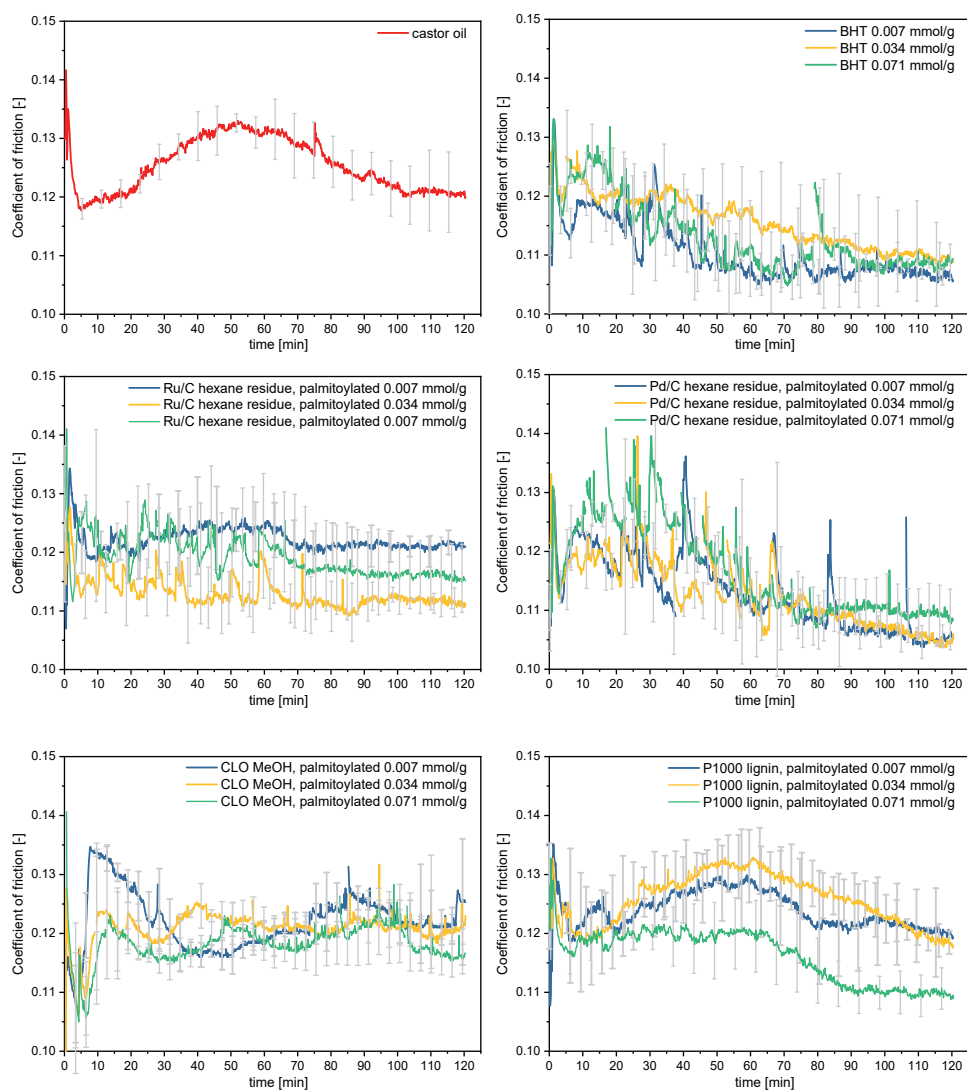 0.15
castor oil
0.14
0.13
0.12
0.11
0.10
Coefficient of friction [-]
0 10 20 30 40 50 60 70 80 90 100 110 120
time [min]
0.15
BHT 0.007 mmol/g
BHT 0.034 mmol/g
BHT 0.071 mmol/g
0.14
0.13
0.12
0.11
0.10
Coefficient of friction [-]
0 10 20 30 40 50 60 70 80 90 100 110 120
time [min]
0.15
Ru/C hexane residue, palmitoylated 0.007 mmol/g
Ru/C hexane residue, palmitoylated 0.034 mmol/g
Ru/C hexane residue, palmitoylated 0.007 mmol/g
0.14
0.13
0.12
0.11
0.10
Coefficient of friction [-]
0 10 20 30 40 50 60 70 80 90 100 110 120
time [min]
0.15
Pd/C hexane residue, palmitoylated 0.007 mmol/g
Pd/C hexane residue, palmitoylated 0.034 mmol/g
Pd/C hexane residue, palmitoylated 0.071 mmol/g
0.14
0.13
0.12
0.11
0.10
Coefficient of friction [-]
0 10 20 30 40 50 60 70 80 90 100 110 120
time [min]
0.15
CLO MeOH, palmitoylated 0.007 mmol/g
CLO MeOH, palmitoylated 0.034 mmol/g
CLO MeOH, palmitoylated 0.071 mmol/g
0.14
0.13
0.12
0.11
0.10
Coefficient of friction [-]
0 10 20 30 40 50 60 70 80 90 100 110 120
time [min]
0.15
P1000 lignin, palmitoylated 0.007 mmol/g
P1000 lignin, palmitoylated 0.034 mmol/g
P1000 lignin, palmitoylated 0.071 mmol/g
0.14
0.13
0.12
0.11
0.10
Coefficient of friction [-]
0 10 20 30 40 50 60 70 80 90 100 110 120
time [min]